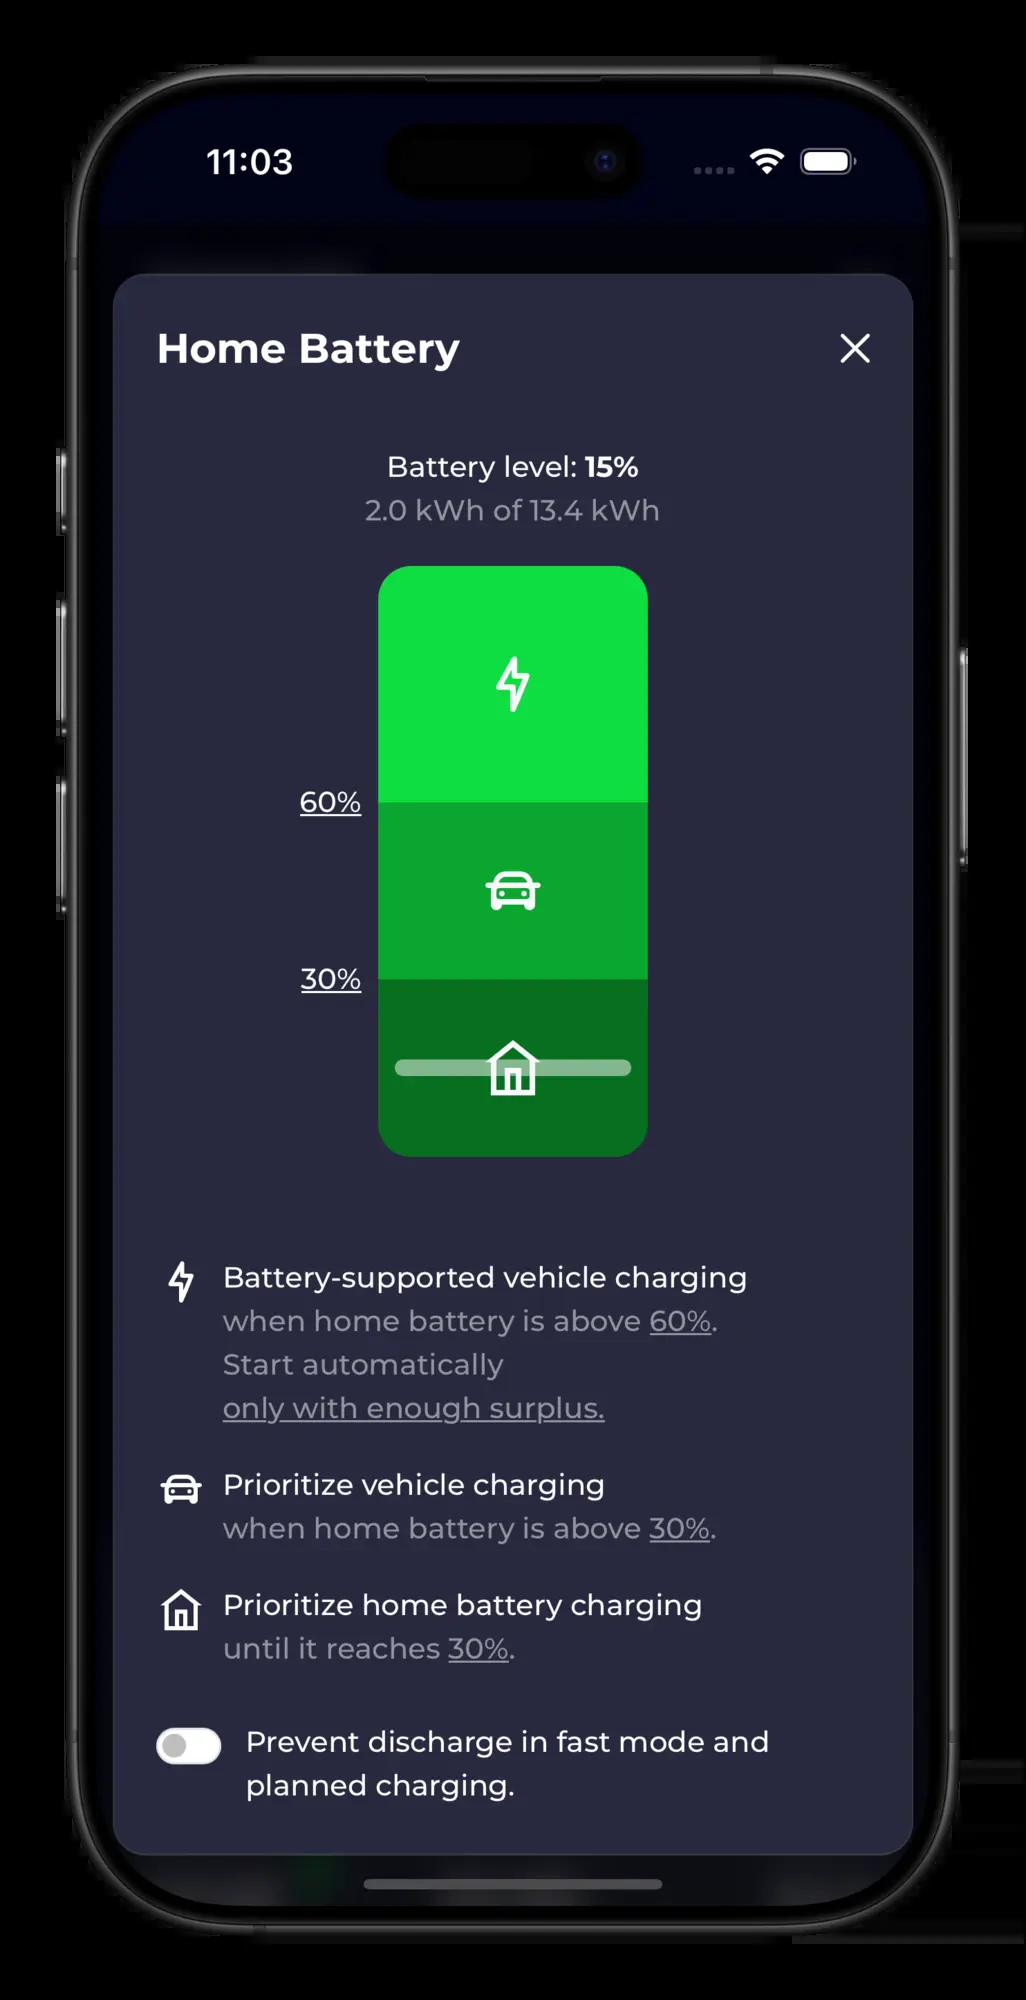 11:03
Home Battery
Battery level: 15%
2.0 kWh of 13.4 kWh
60%
30%
Battery-supported vehicle charging
when home battery is above 60%.
Start automatically
only with enough surplus.
Prioritize vehicle charging
when home battery is above 30%.
Prioritize home battery charging
until it reaches 30%.
Prevent discharge in fast mode and
planned charging.